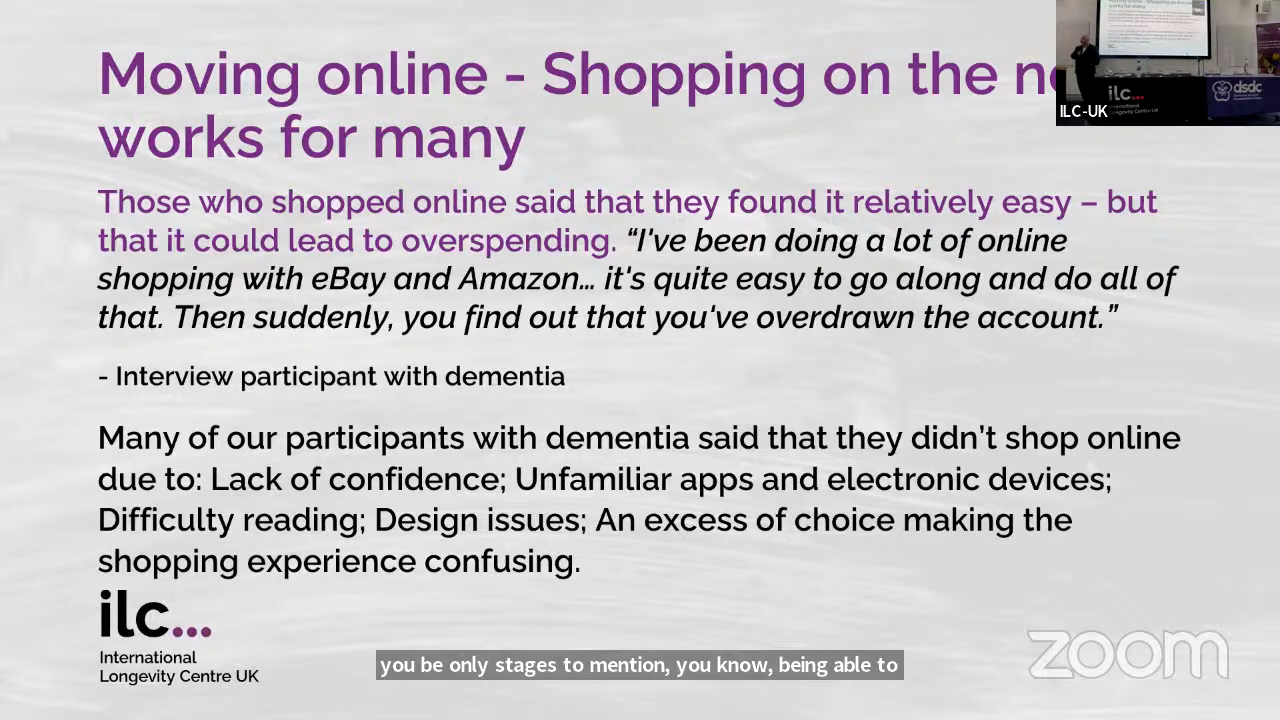 Moving online - Shopping on the
works for many
Those who shopped online said that they found it relatively easy – but
that it could lead to overspending. “I've been doing a lot of online
shopping with eBay and Amazon... it's quite easy to go along and do all of
that. Then suddenly, you find out that you've overdrawn the account.”
- Interview participant with dementia
Many of our participants with dementia said that they didn’t shop online
due to: Lack of confidence; Unfamiliar apps and electronic devices;
Difficulty reading; Design issues; An excess of choice making the
shopping experience confusing.
ilc...
International
Longevity Centre UK
you be only stages to mention, you know, being able to
zoom
ilc...
International
Longevity Centre UK
dsdc
ILC-UK